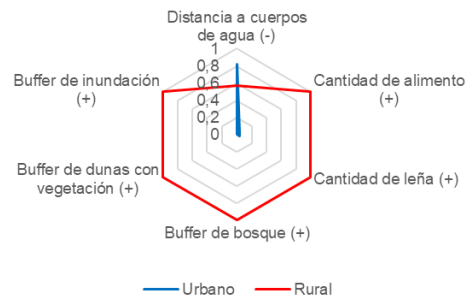 Distancia a cuerpos
de agua (-)
1
0,8
0,6
0,4
0,2
0
Cantidad de alimento
(+)
Cantidad de leña (+)
Buffer de bosque (+)
Buffer de dunas con
vegetación (+)
Buffer de inundación
(+)
Urbano
Rural